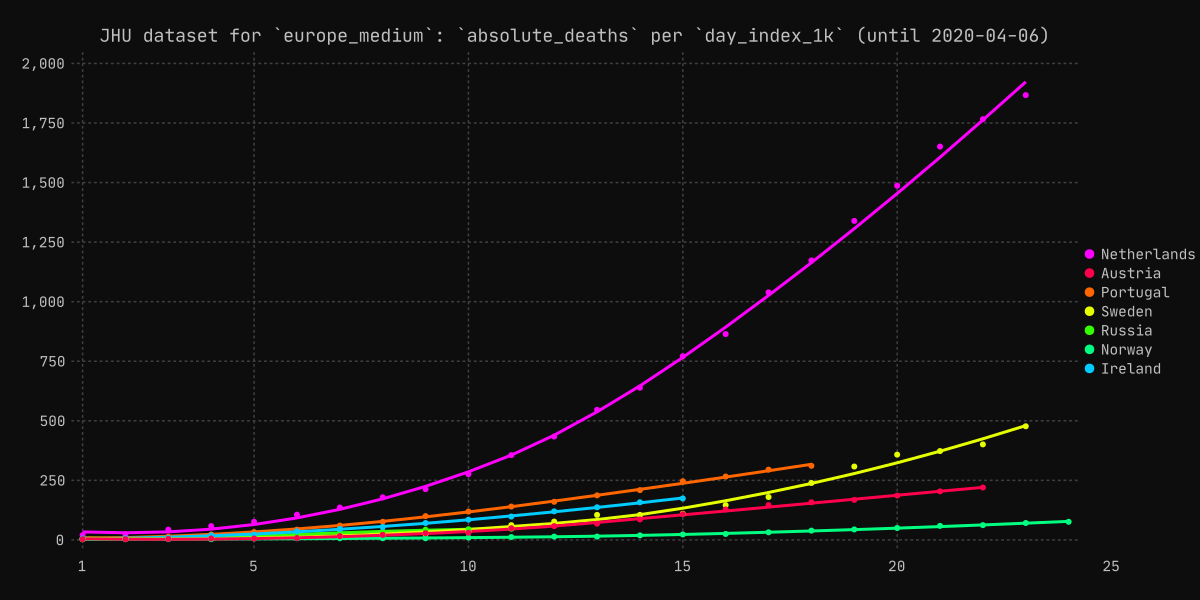 JHU dataset for `europe_medium`: `absolute_deaths` per `day_index_1k` (until 2020-04-06)
2,000
1,750
1,500
1,250
1,000
750
500
250
0
1 5 10 15 20 25
Netherlands
Austria
Portugal
Sweden
Russia
Norway
Ireland